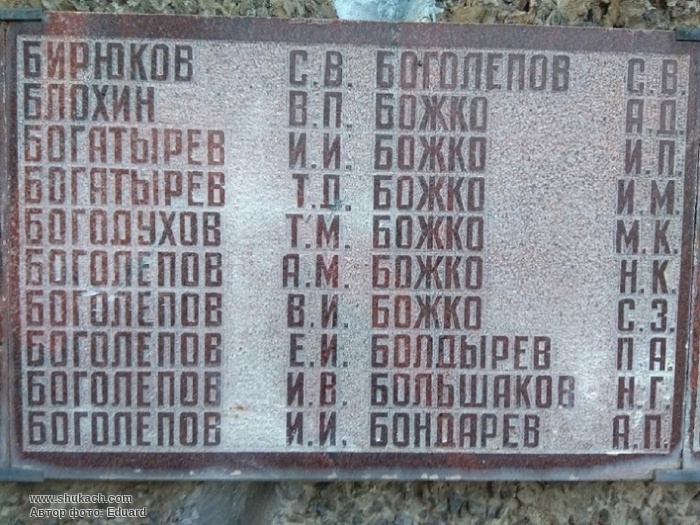 БИРЮКОВ С.В.
БЛОХИН В.П.
БОГАТЫРЕВ И.И.
БОГАТЫРЕВ Т.Д.
БОГОДУХОВ Т.М.
БОГОЛЕПОВ А.М.
БОГОЛЕПОВ В.И.
БОГОЛЕПОВ Е.И.
БОГОЛЕПОВ И.В.
БОГОЛЕПОВ И.И.
БОГОЛЕПОВ С.В.
БОЖКО А.Д.
БОЖКО И.П.
БОЖКО И.М.
БОЖКО М.К.
БОЖКО Н.К.
БОЖКО С.З.
БОЛДЫРЕВ П.А.
БОЛЬШАКОВ Н.Г.
БОНДАРЕВ А.П.
www.shukach.com
Автор фото: Eduard